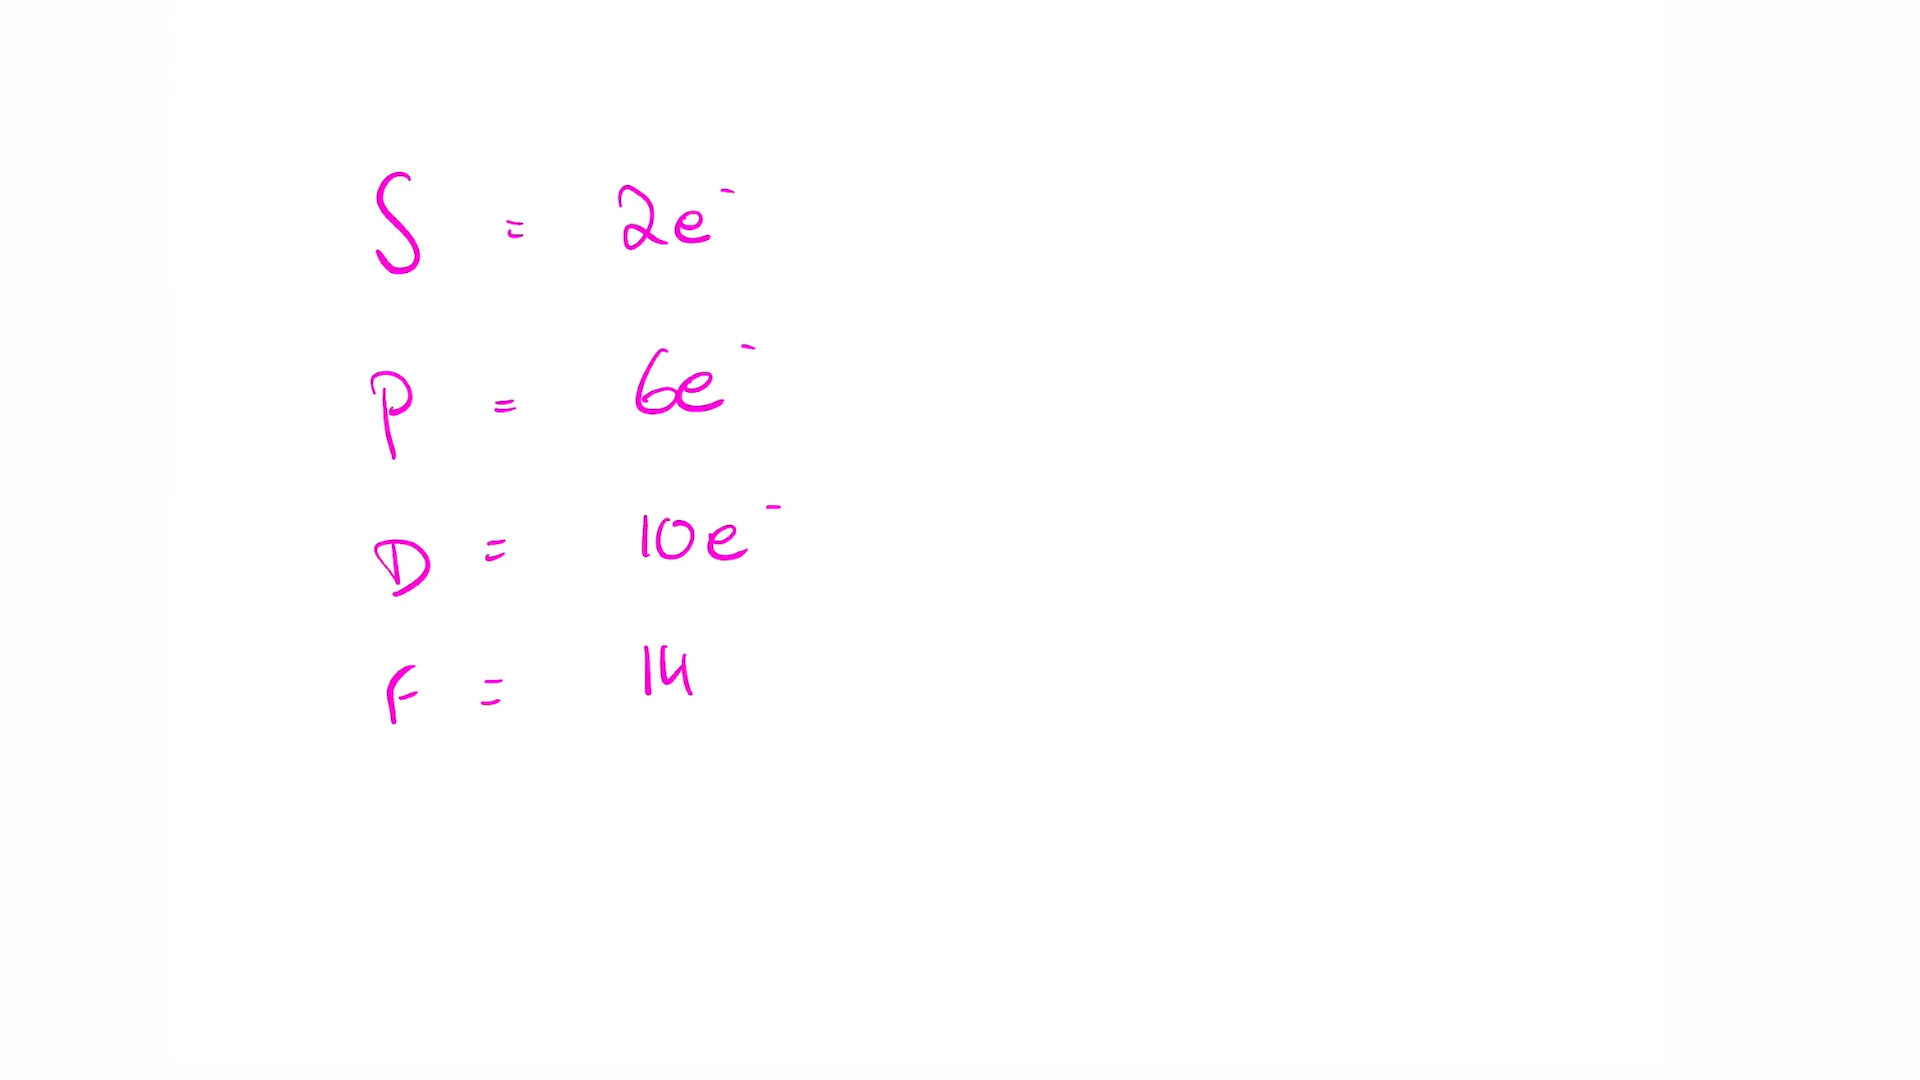 S = 2e⁻
P = 6e⁻
D = 10e⁻
F = 14